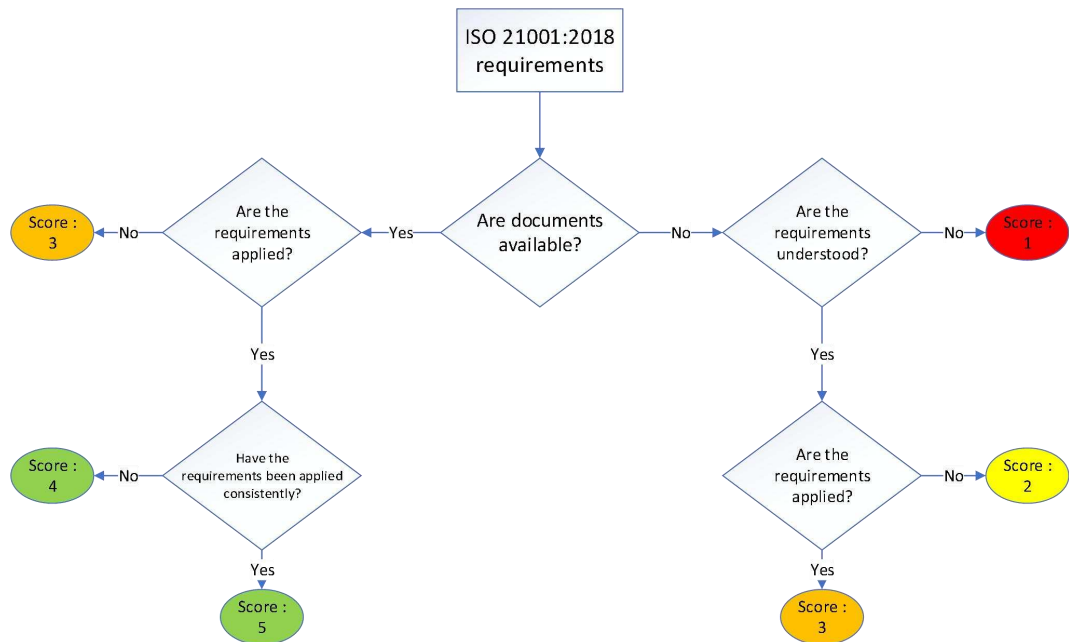 ISO 21001:2018
requirements
Are documents
available?
Yes
No
Are the
requirements
applied?
No
Score :
3
Yes
Have the
requirements been applied
consistently?
No
Score :
4
Yes
Score :
5
Are the
requirements
understood?
No
Score :
1
Yes
Are the
requirements
applied?
No
Score :
2
Yes
Score :
3